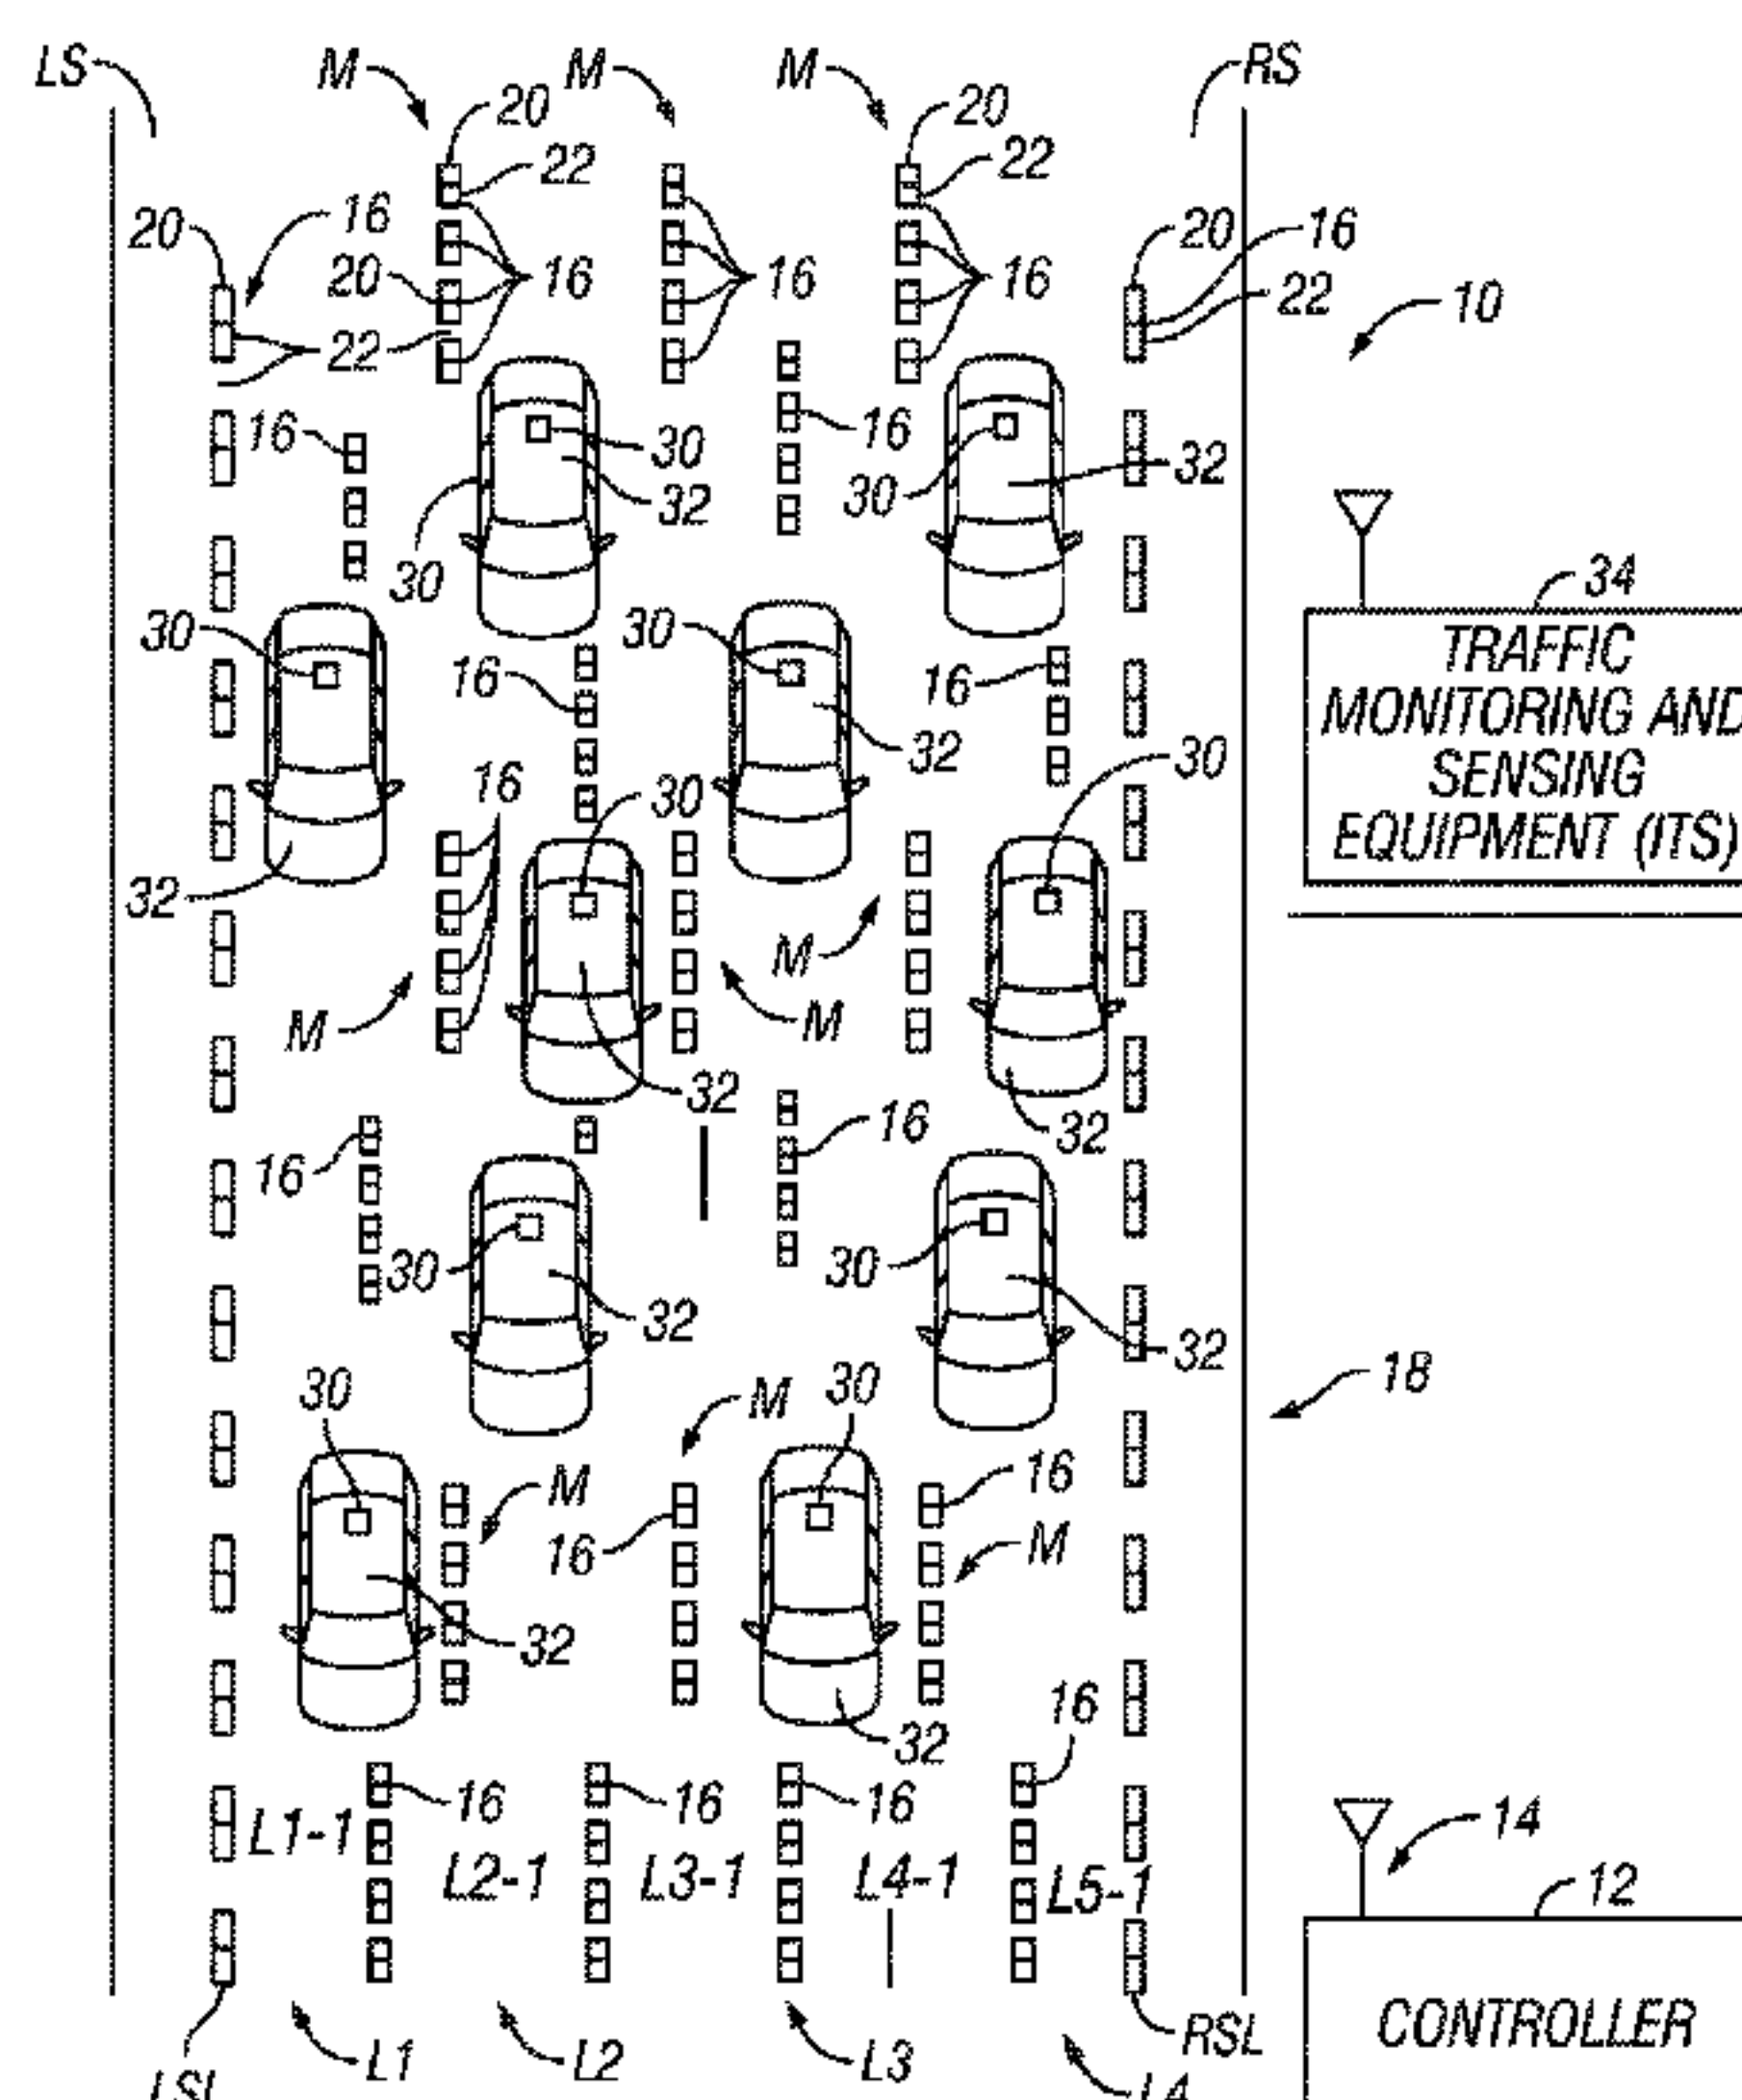 LS M M M RS
20 20
22 22
20 16 20 16
20 16 16 16 22
22 10
16 16
30 32
32 30
30 34
30 30 TRAFFIC
16 16 MONITORING AND
32 30 SENSING
16 30 EQUIPMENT (ITS)
32
M
M M
32 32
16 16
30 30
32 32
18
30 M 30
M 16
16 M
32
16
32
16 16 16
L1-1 14
L2-1 L3-1 L4-1 L5-1 12
RSL CONTROLLER
L1 L2 L3
LSL L4